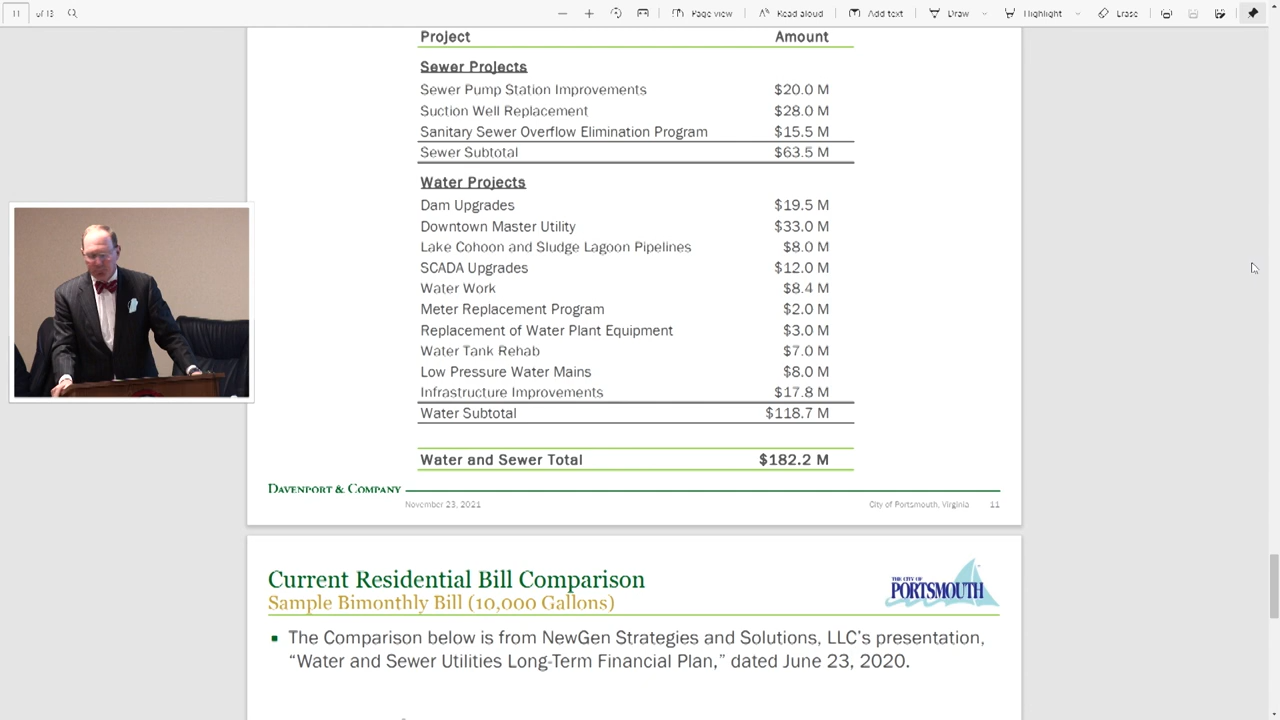 11 of 13
Page view
Read aloud
Add text
Draw
Highlight
Erase
Project Amount
Sewer Projects
Sewer Pump Station Improvements $20.0 M
Suction Well Replacement $28.0 M
Sanitary Sewer Overflow Elimination Program $15.5 M
Sewer Subtotal $63.5 M
Water Projects
Dam Upgrades $19.5 M
Downtown Master Utility $33.0 M
Lake Cohoon and Sludge Lagoon Pipelines $8.0 M
SCADA Upgrades $12.0 M
Water Work $8.4 M
Meter Replacement Program $2.0 M
Replacement of Water Plant Equipment $3.0 M
Water Tank Rehab $7.0 M
Low Pressure Water Mains $8.0 M
Infrastructure Improvements $17.8 M
Water Subtotal $118.7 M
Water and Sewer Total $182.2 M
DAVENPORT & COMPANY
November 23, 2021 City of Portsmouth, Virginia 11
Current Residential Bill Comparison
Sample Bimonthly Bill (10,000 Gallons)
THE CITY OF
PORTSMOUTH
▪ The Comparison below is from NewGen Strategies and Solutions, LLC’s presentation,
“Water and Sewer Utilities Long-Term Financial Plan,” dated June 23, 2020.